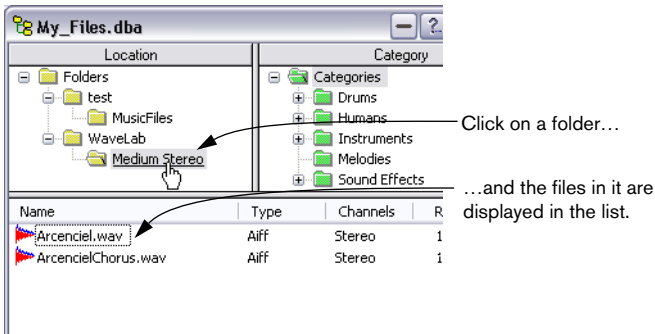 My_Files.dba
?
Location
Category
Folders
test
MusicFiles
WaveLab
Medium Stereo
Categories
Drums
Humans
Instruments
Melodies
Sound Effects
Click on a folder…
…and the files in it are
displayed in the list.
Name Type Channels R
Arcenciel.wav Aiff Stereo 1
ArcencielChorus.wav Aiff Stereo 1